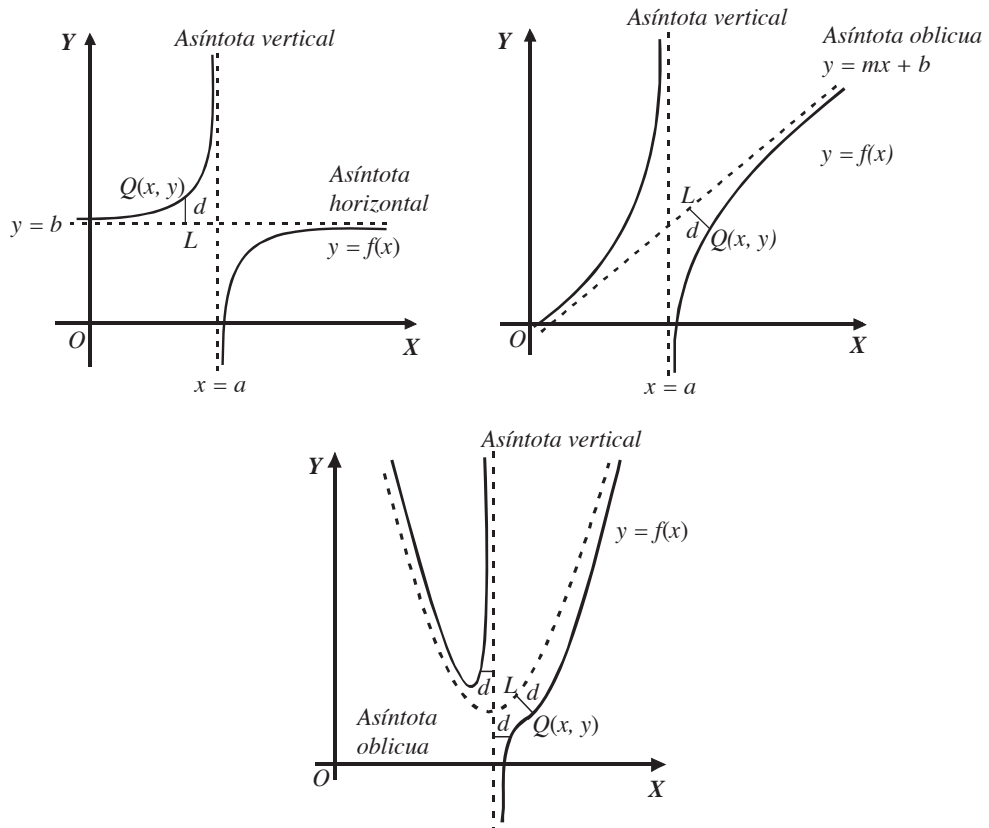 Asíntota vertical
Y
Q(x, y)
d
Asíntota
horizontal
y = b
L
y = f(x)
O
X
x = a
Asíntota vertical
Y
Asíntota oblicua
y = mx + b
y = f(x)
L
d
Q(x, y)
O
X
x = a
Asíntota vertical
Y
y = f(x)
d
L
d
d
Q(x, y)
Asíntota
oblicua
O
X